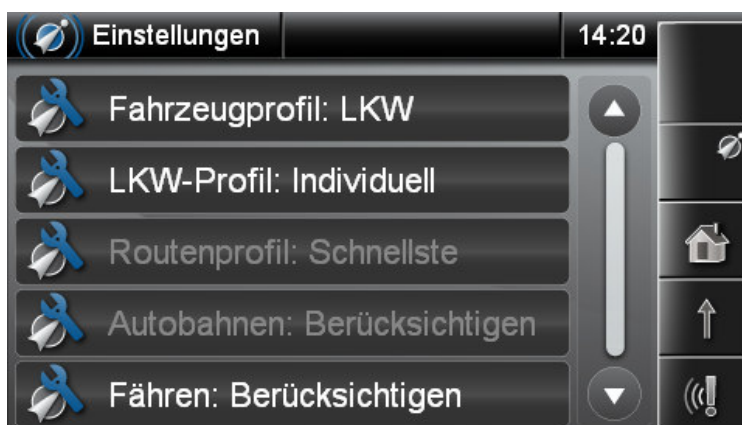 Einstellungen
14:20
Fahrzeugprofil: LKW
LKW-Profil: Individuell
Routenprofil: Schnellste
Autobahnen: Berücksichtigen
Fähren: Berücksichtigen